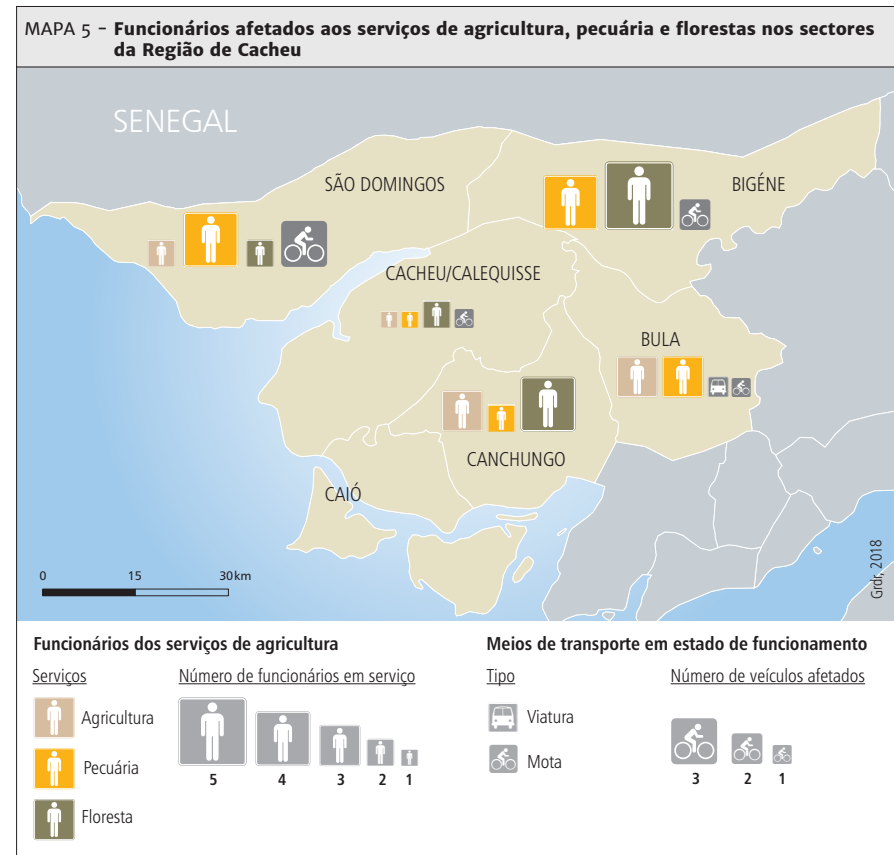 MAPA 5 – Funcionários afetados aos serviços de agricultura, pecuária e florestas nos sectores
da Região de Cacheu
SENEGAL
SÃO DOMINGOS
BIGÉNE
CACHEU/CALEQUISSE
BULA
CANCHUNGO
CAIÓ
0 15 30 km
Grdr, 2018
Funcionários dos serviços de agricultura
Serviços
Número de funcionários em serviço
Agricultura
Pecuária
Floresta
5 4 3 2 1
Meios de transporte em estado de funcionamento
Tipo
Número de veículos afetados
Viatura
Mota
3 2 1